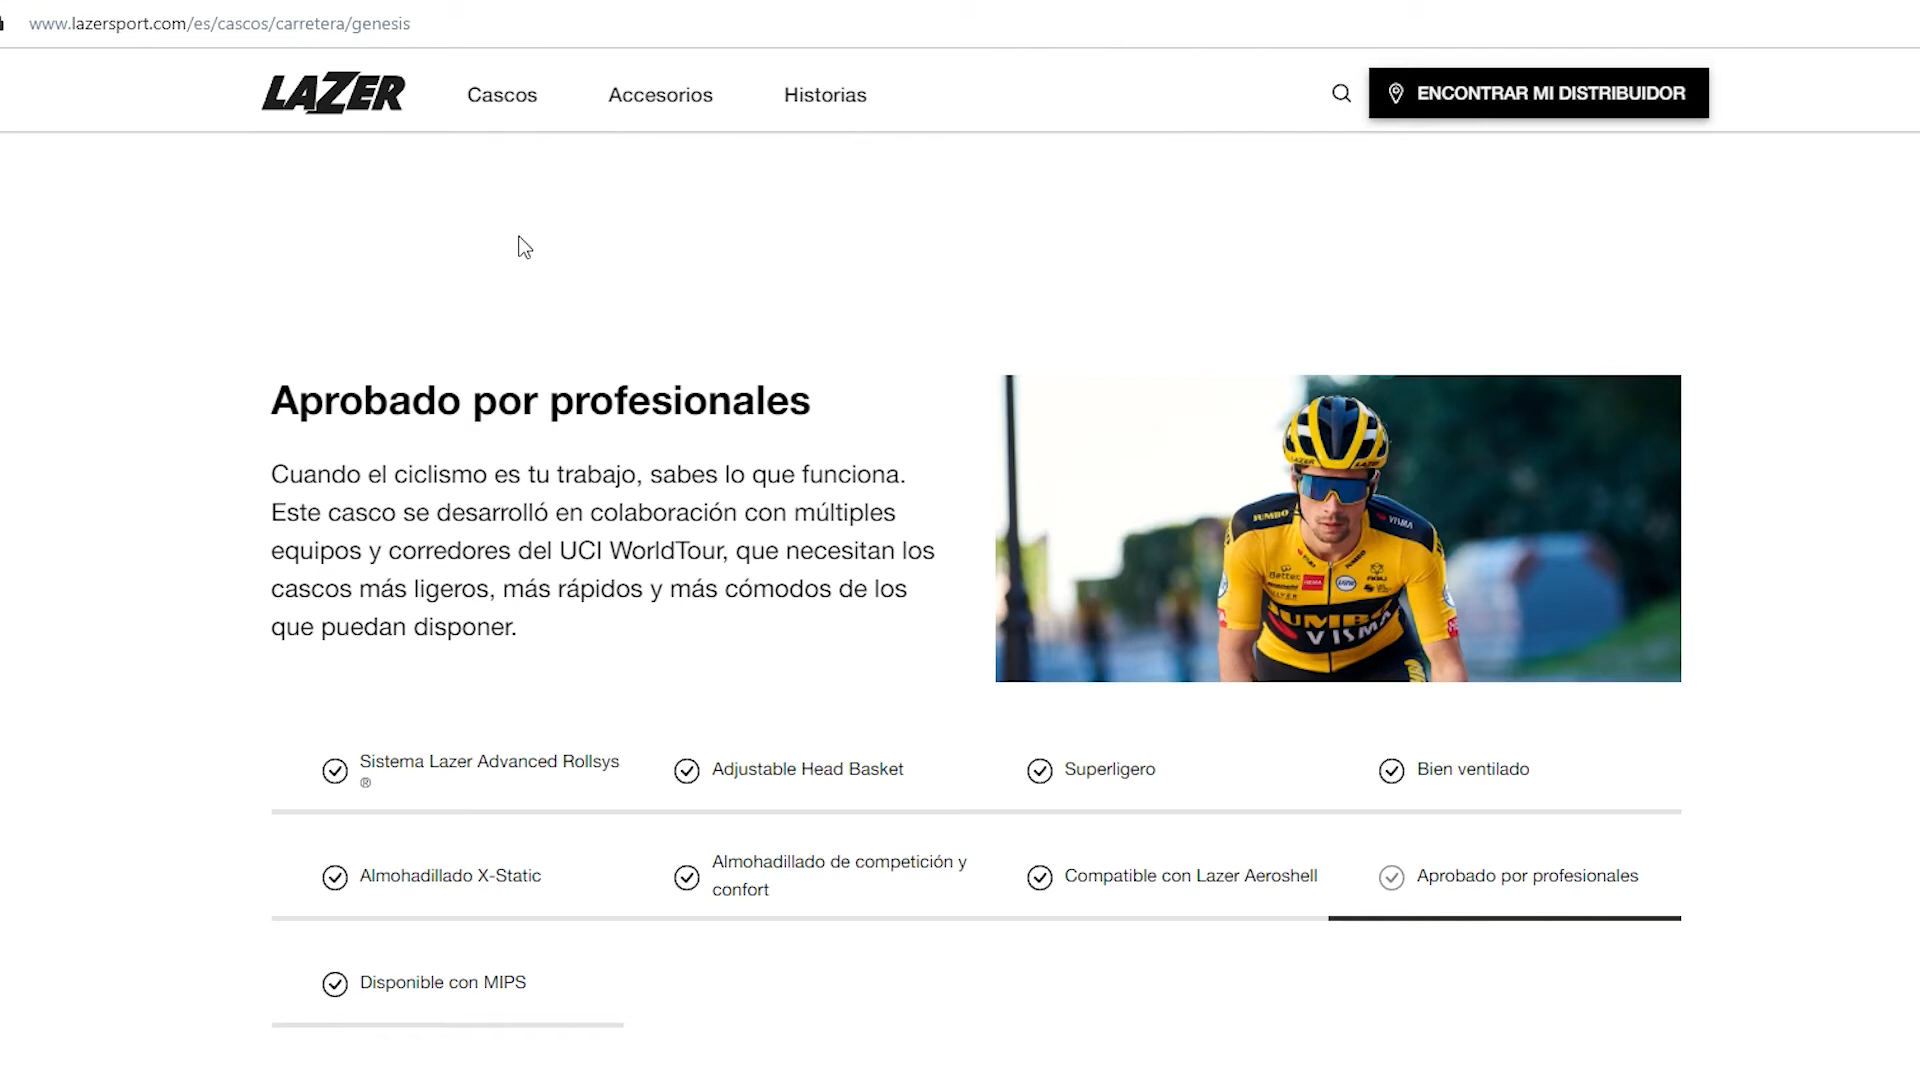 www.lazersport.com/es/cascos/carretera/genesis
LAZER
Cascos
Accesorios
Historias
ENCONTRAR MI DISTRIBUIDOR
Aprobado por profesionales
Cuando el ciclismo es tu trabajo, sabes lo que funciona.
Este casco se desarrolló en colaboración con múltiples
equipos y corredores del UCI WorldTour, que necesitan los
cascos más ligeros, más rápidos y más cómodos de los
que puedan disponer.
LAZER
LAZER
JUMBO
VISMA
JUMBO
VISMA
Sistema Lazer Advanced Rollsys
®
Adjustable Head Basket
Superligero
Bien ventilado
Almohadillado X-Static
Almohadillado de competición y
confort
Compatible con Lazer Aeroshell
Aprobado por profesionales
Disponible con MIPS